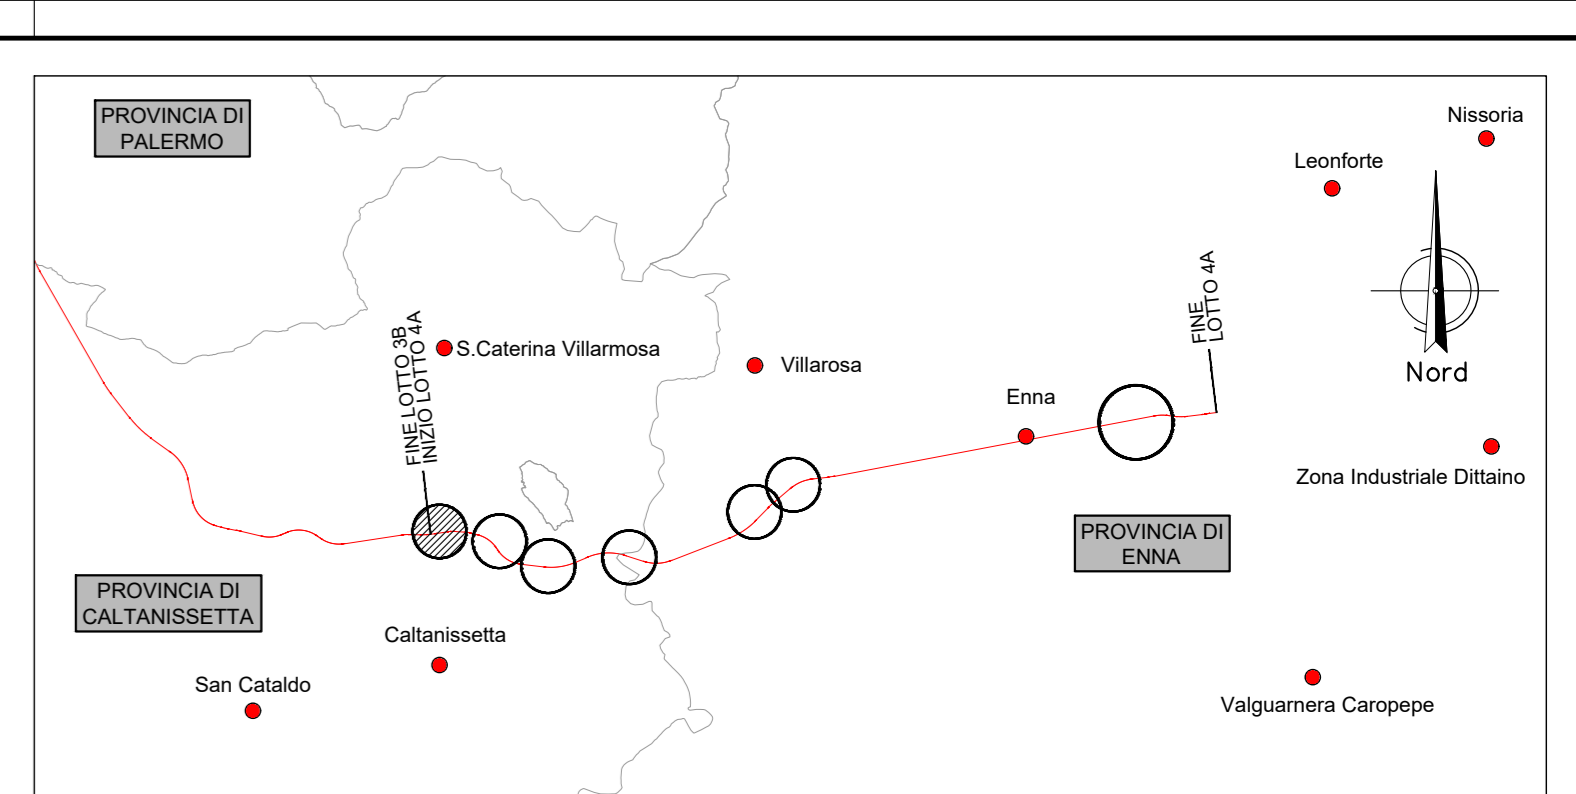 PROVINCIA DI
PALERMO
Nissoria
Leonforte
Nord
FINE
LOTTO 4A
FINE LOTTO 3B
INIZIO LOTTO 4A
S.Caterina Villarmosa
Villarosa
Enna
Zona Industriale Dittaino
PROVINCIA DI
ENNA
PROVINCIA DI
CALTANISSETTA
Caltanissetta
San Cataldo
Valguarnera Caropepe